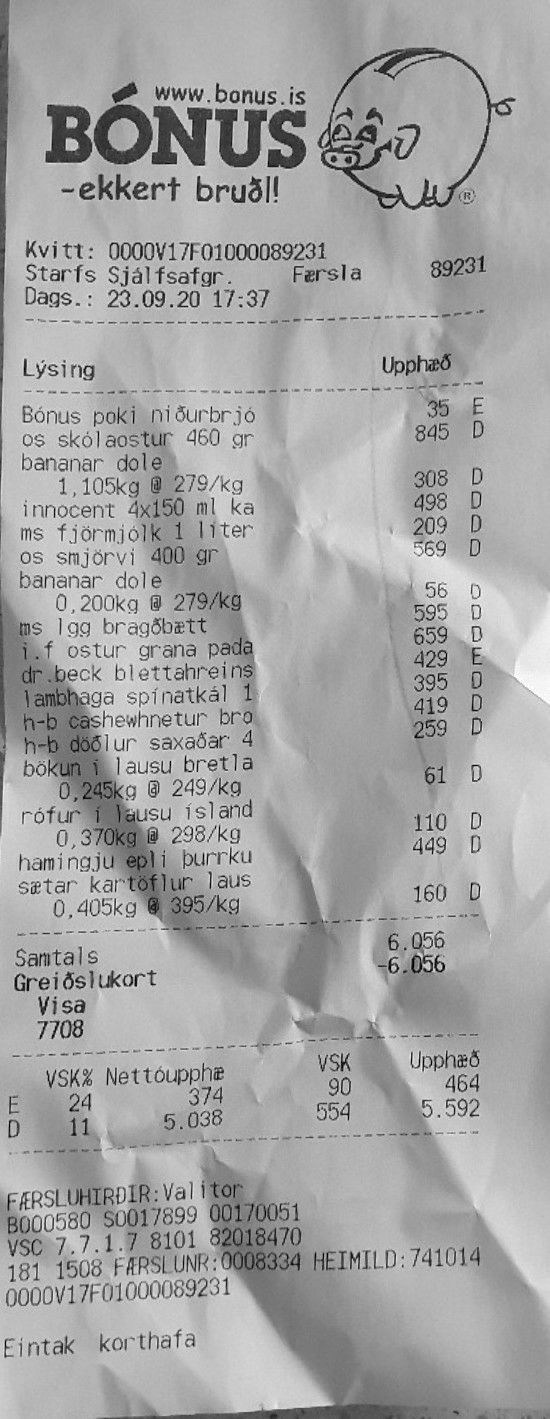 www.bonus.is
BÓNUS
-ekkert bruðl!
®
Kvitt: 0000V17F01000089231
Starfs Sjálfsafgr. Færsla 89231
Dags.: 23.09.20 17:37
Lýsing Upphæð
Bónus poki niðurbrjó 35 E
os skólaostur 460 gr 845 D
bananar dole
1,105kg @ 279/kg 308 D
innocent 4x150 ml ka 498 D
ms fjörmjólk 1 líter 209 D
os smjörvi 400 gr 569 D
bananar dole
0,200kg @ 279/kg 56 D
ms lgg bragðbætt 595 D
i.f ostur grana pada 659 D
dr.beck blettahreins 429 E
lambhaga spínatkál 1 395 D
h-b cashewhnetur bro 419 D
h-b döðlur saxaðar 4 259 D
bökun í lausu bretla
0,245kg @ 249/kg 61 D
rófur í lausu ísland
0,370kg @ 298/kg 110 D
hamingju epli þurrku 449 D
sætar kartöflur laus
0,405kg @ 395/kg 160 D
Samtals 6.056
Greiðslukort -6.056
Visa
7708
VSK% Nettóupphæ VSK Upphæð
E 24 374 90 464
D 11 5.038 554 5.592
FÆRSLUHIRÐIR:Valitor
B000580 S0017899 00170051
VSC 7.7.1.7 8101 82018470
181 1508 FÆRSLUNR:0008334 HEIMILD:741014
0000V17F01000089231
Eintak korthafa